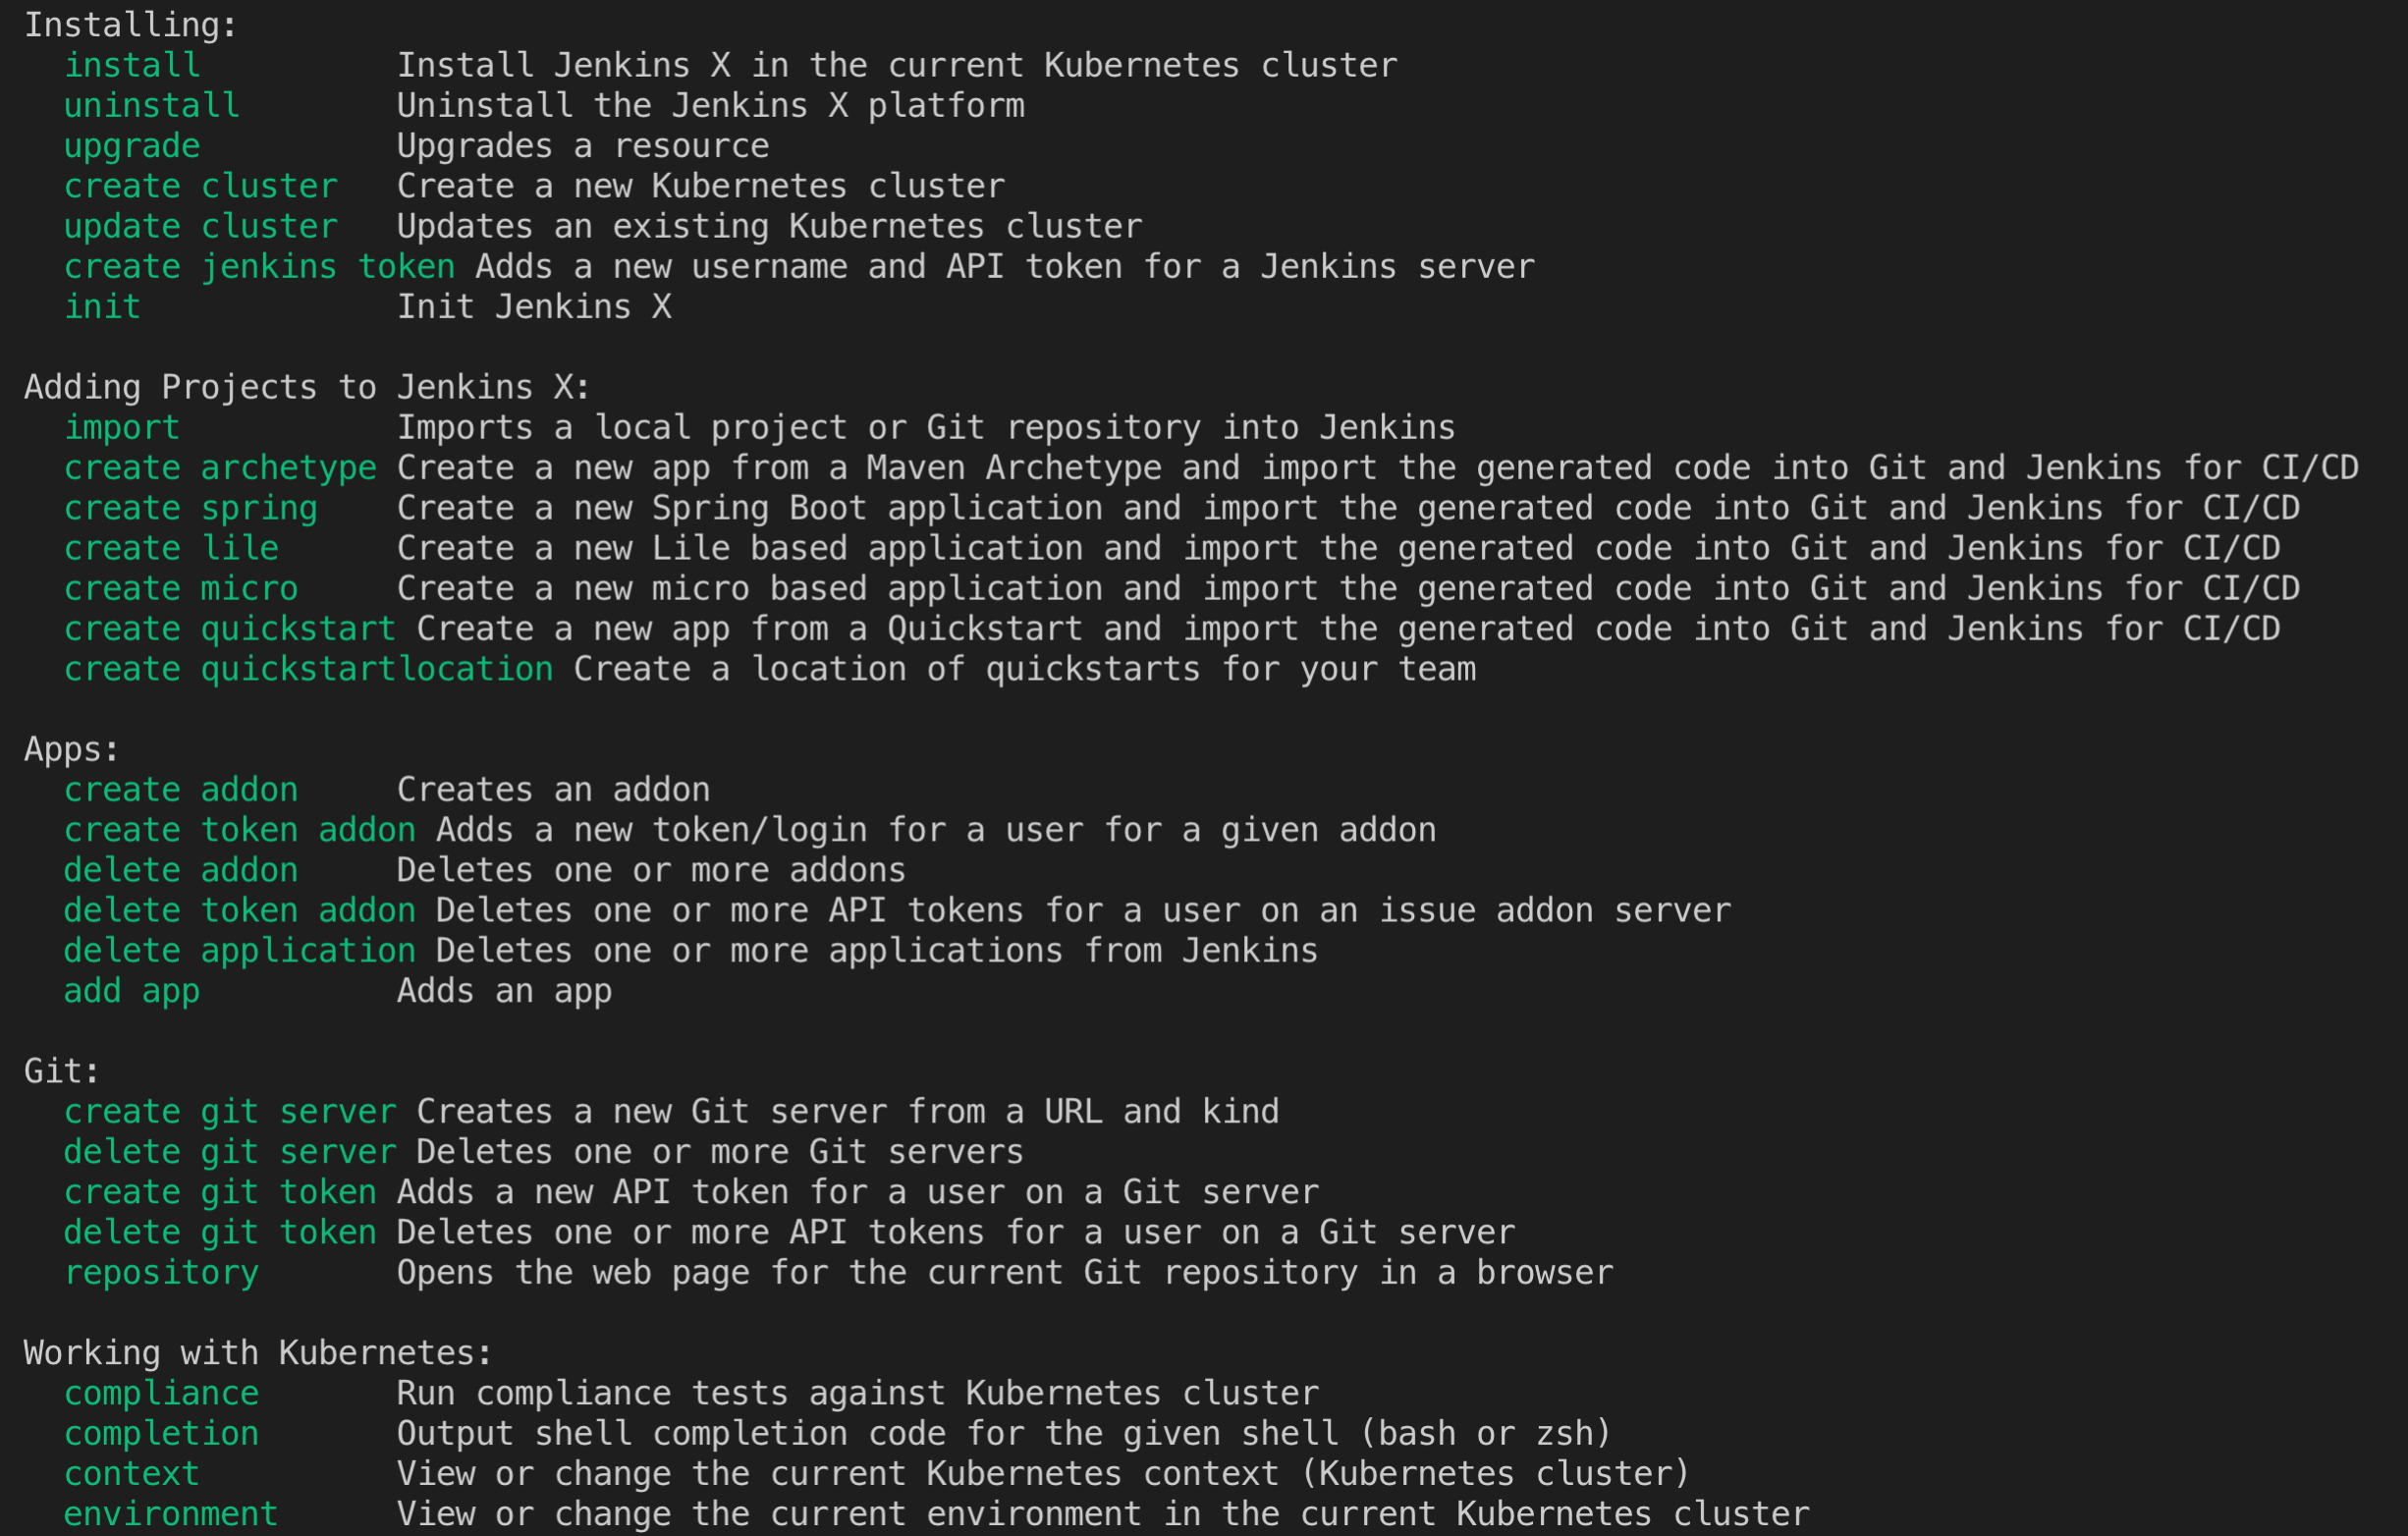 Installing:
  install          Install Jenkins X in the current Kubernetes cluster
  uninstall        Uninstall the Jenkins X platform
  upgrade          Upgrades a resource
  create cluster   Create a new Kubernetes cluster
  update cluster   Updates an existing Kubernetes cluster
  create jenkins token Adds a new username and API token for a Jenkins server
  init             Init Jenkins X

Adding Projects to Jenkins X:
  import           Imports a local project or Git repository into Jenkins
  create archetype Create a new app from a Maven Archetype and import the generated code into Git and Jenkins for CI/CD
  create spring    Create a new Spring Boot application and import the generated code into Git and Jenkins for CI/CD
  create lile      Create a new Lile based application and import the generated code into Git and Jenkins for CI/CD
  create micro     Create a new micro based application and import the generated code into Git and Jenkins for CI/CD
  create quickstart Create a new app from a Quickstart and import the generated code into Git and Jenkins for CI/CD
  create quickstartlocation Create a location of quickstarts for your team

Apps:
  create addon     Creates an addon
  create token addon Adds a new token/login for a user for a given addon
  delete addon     Deletes one or more addons
  delete token addon Deletes one or more API tokens for a user on an issue addon server
  delete application Deletes one or more applications from Jenkins
  add app          Adds an app

Git:
  create git server Creates a new Git server from a URL and kind
  delete git server Deletes one or more Git servers
  create git token Adds a new API token for a user on a Git server
  delete git token Deletes one or more API tokens for a user on a Git server
  repository       Opens the web page for the current Git repository in a browser

Working with Kubernetes:
  compliance       Run compliance tests against Kubernetes cluster
  completion       Output shell completion code for the given shell (bash or zsh)
  context          View or change the current Kubernetes context (Kubernetes cluster)
  environment      View or change the current environment in the current Kubernetes cluster